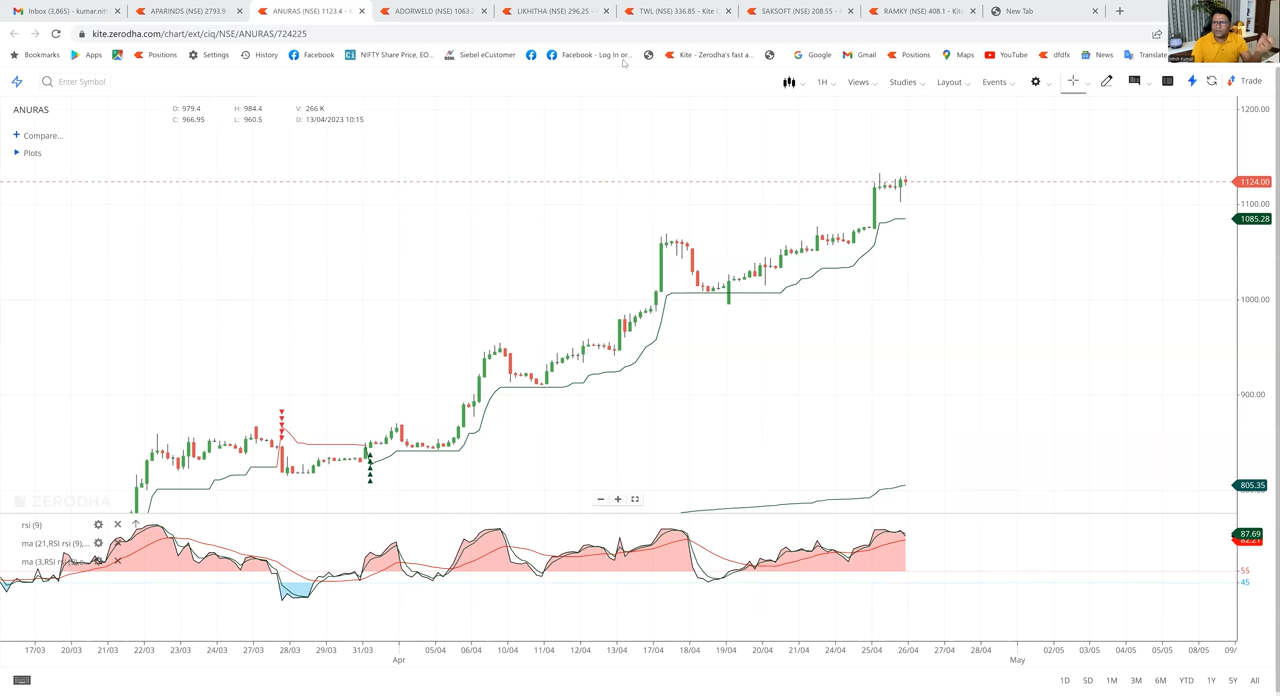 Inbox (3,865) - kumar.niti
APARINDS (NSE) 2793.9
ANURAS (NSE) 1123.4 - K
ADORWELD (NSE) 1063.
LIKHITHA (NSE) 296.25 -
TWL (NSE) 336.85 - Kite C
SAKSOFT (NSE) 208.55 -
RAMKY (NSE) 408.1 - Kite
New Tab
kite.zerodha.com/chart/ext/ciq/NSE/ANURAS/724225
Bookmarks
Apps
Positions
Settings
History
Facebook
NIFTY Share Price, EO...
Siebel eCustomer
Facebook - Log In or...
Kite - Zerodha's fast a...
Google
Positions
Gmail
Maps
YouTube
dfdfx
News
Translate
Enter Symbol
1H
Views
Studies
Layout
Events
Trade
ANURAS
O: 979.4 H: 984.4 V: 266 K
C: 966.95 L: 960.5 D: 13/04/2023 10:15
+ Compare...
Plots
1200.00
1124.00
1100.00
1085.28
1000.00
900.00
805.35
ZERODHA
rsi (9)
ma (21,RSI rsi (9),...
ma (3,RSI
87.69
55
45
17/03 20/03 21/03 22/03 23/03 24/03 27/03 28/03 29/03 31/03 05/04 06/04 10/04 11/04 12/04 13/04 17/04 18/04 19/04 20/04 21/04 24/04 25/04 26/04 27/04 28/04 02/05 03/05 04/05 05/05 08/05 09/
Apr May
1D 5D 1M 3M 6M YTD 1Y 5Y All